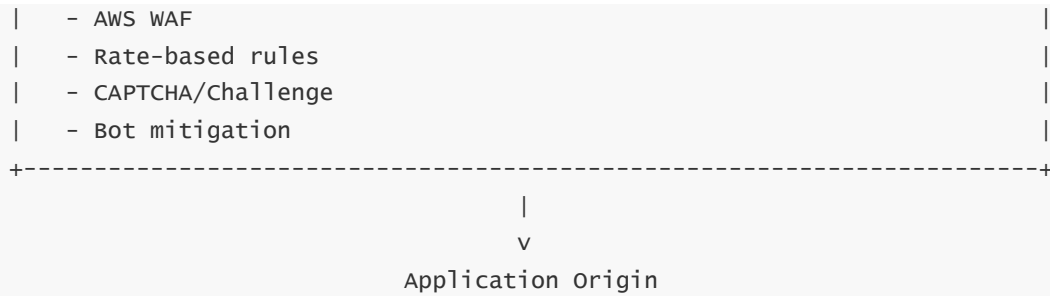 |   - AWS WAF                                                            |
|   - Rate-based rules                                                   |
|   - CAPTCHA/Challenge                                                  |
|   - Bot mitigation                                                     |
+------------------------------------------------------------------------+
                                    |
                                    v
                            Application Origin